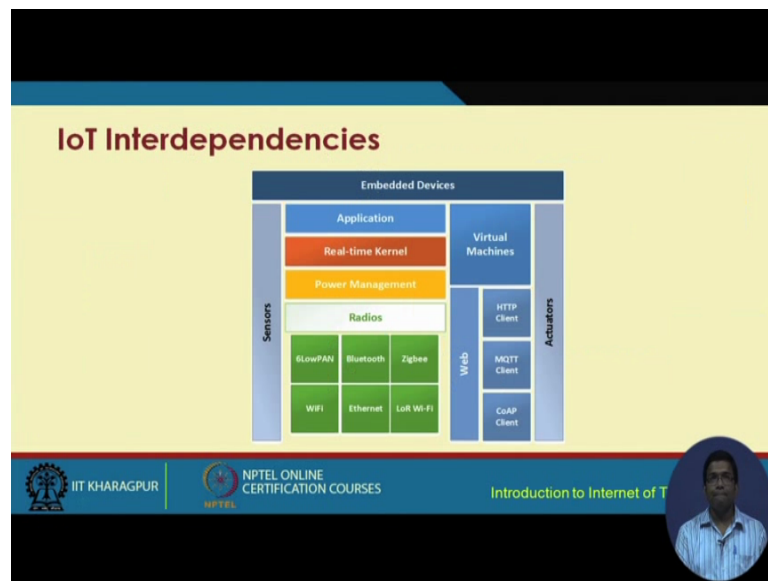 IoT Interdependencies
Embedded Devices
Sensors
Application
Real-time Kernel
Power Management
Radios
6LowPAN Bluetooth Zigbee
WiFi Ethernet LoR Wi-Fi
Virtual
Machines
Web
HTTP
Client
MQTT
Client
CoAP
Client
Actuators
IIT KHARAGPUR
NPTEL
NPTEL ONLINE
CERTIFICATION COURSES
Introduction to Internet of T